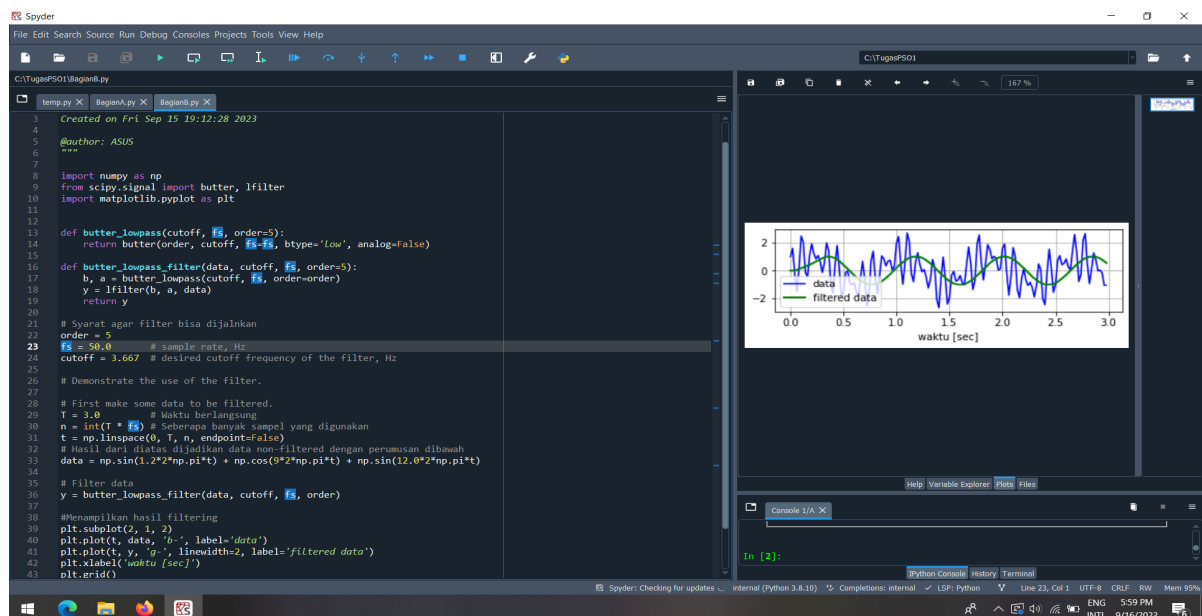 Spyder
File Edit Search Source Run Debug Consoles Projects Tools View Help
C:\TugasPSO1
C:\TugasPSO1\BagianB.py
temp.py
BagianA.py
BagianB.py
3 Created on Fri Sep 15 19:12:28 2023
4
5 @author: ASUS
6 """
7
8 import numpy as np
9 from scipy.signal import butter, lfilter
10 import matplotlib.pyplot as plt
11
12
13 def butter_lowpass(cutoff, fs, order=5):
14 return butter(order, cutoff, fs=fs, btype='Low', analog=False)
15
16 def butter_lowpass_filter(data, cutoff, fs, order=5):
17 b, a = butter_lowpass(cutoff, fs, order=order)
18 y = lfilter(b, a, data)
19 return y
20
21 # Syarat agar filter bisa dijalnkan
22 order = 5
23 fs = 50.0 # sample rate, Hz
24 cutoff = 3.667 # desired cutoff frequency of the filter, Hz
25
26 # Demonstrate the use of the filter.
27
28 # First make some data to be filtered.
29 T = 3.0 # Waktu berlangsung
30 n = int(T * fs) # Seberapa banyak sampel yang digunakan
31 t = np.linspace(0, T, n, endpoint=False)
32 # Hasil dari diatas dijadikan data non-filtered dengan perumusan dibawah
33 data = np.sin(1.2*2*np.pi*t) + np.cos(9*2*np.pi*t) + np.sin(12.0*2*np.pi*t)
34
35 # Filter data
36 y = butter_lowpass_filter(data, cutoff, fs, order)
37
38 #Menampilkan hasil filtering
39 plt.subplot(2, 1, 2)
40 plt.plot(t, data, 'b-', label='data')
41 plt.plot(t, y, 'g-', linewidth=2, label='filtered data')
42 plt.xlabel('waktu [sec]')
43 plt.grid()
167 %
2
0
−2
data
filtered data
0.0 0.5 1.0 1.5 2.0 2.5 3.0
waktu [sec]
Help Variable Explorer Plots Files
Console 1/A
In [2]:
IPython Console History Terminal
Spyder: Checking for updates ... internal (Python 3.8.10) Completions: internal LSP: Python Line 23, Col 1 UTF-8 CRLF RW Mem 95%
ENG
INTL
5:59 PM
9/16/2023